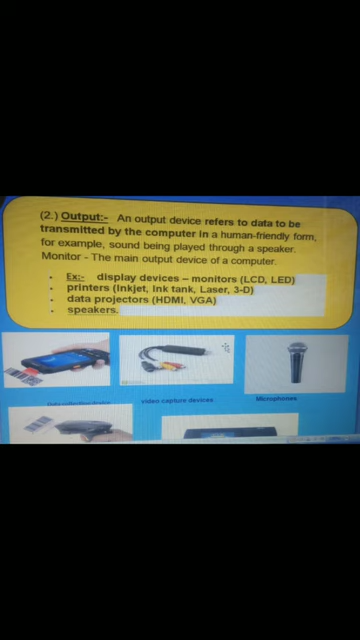 (2.) Output:- An output device refers to data to be
transmitted by the computer in a human-friendly form,
for example, sound being played through a speaker.
Monitor - The main output device of a computer.
Ex:- display devices – monitors (LCD, LED)
printers (Inkjet, Ink tank, Laser, 3-D)
data projectors (HDMI, VGA)
speakers.
video capture devices
Microphones